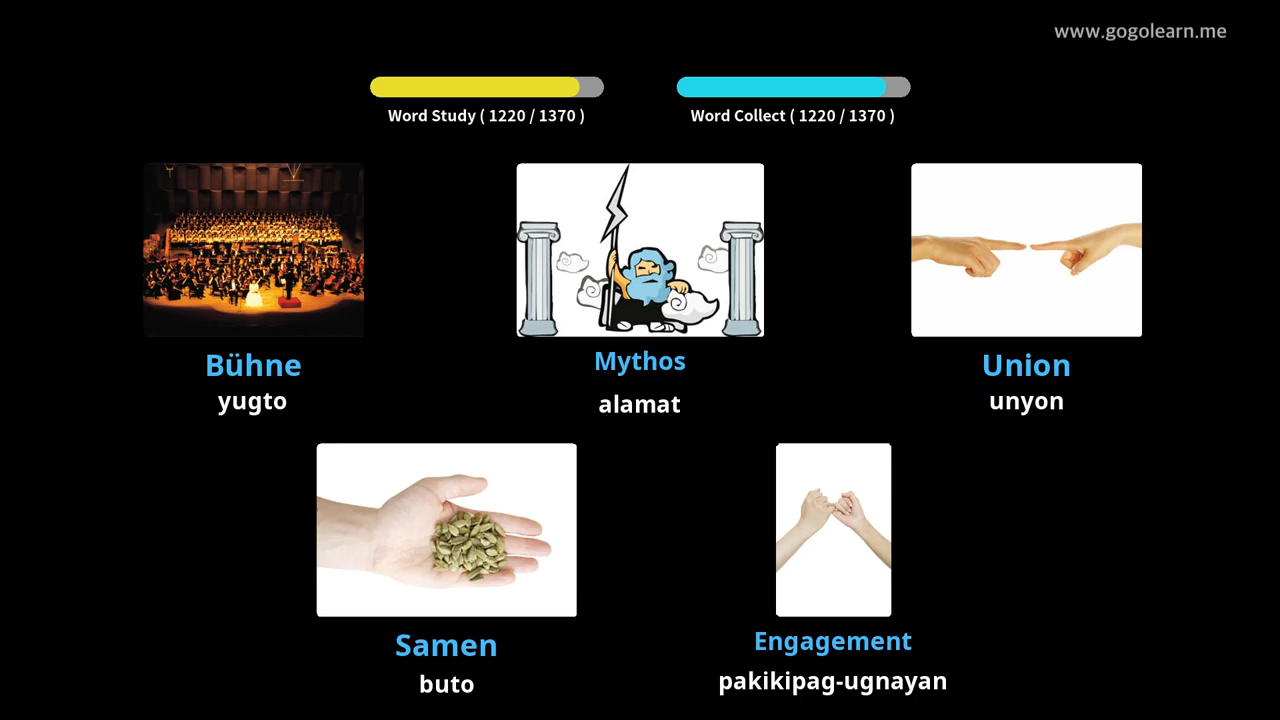 www.gogolearn.me
Word Study ( 1220 / 1370 )
Word Collect ( 1220 / 1370 )
Bühne
yugto
Mythos
alamat
Union
unyon
Samen
buto
Engagement
pakikipag-ugnayan